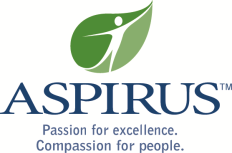 ASPIRUS™
Passion for excellence.
Compassion for people.